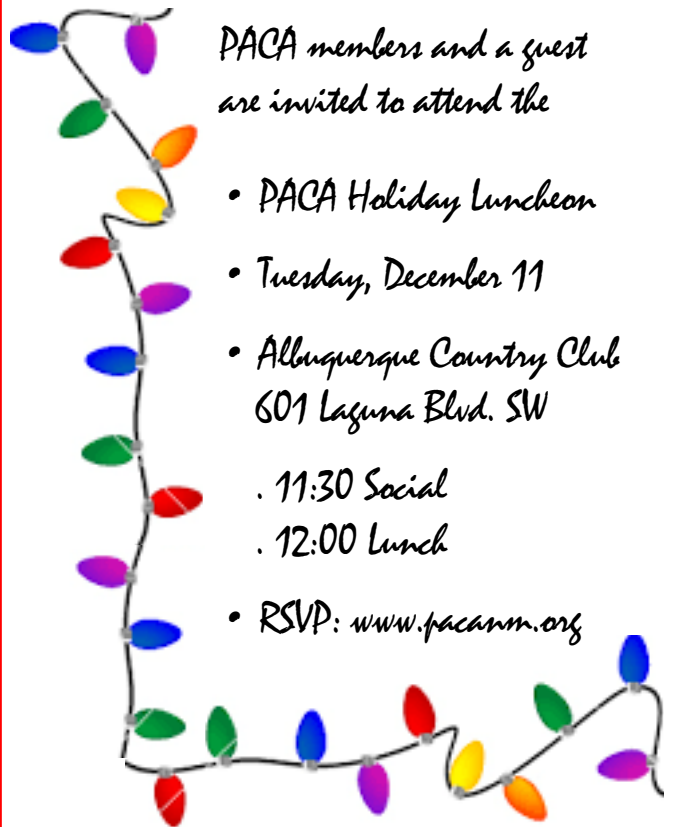 PACA members and a guest
are invited to attend the
• PACA Holiday Luncheon
• Tuesday, December 11
• Albuquerque Country Club
601 Laguna Blvd. SW
. 11:30 Social
. 12:00 Lunch
• RSVP: www.pacanm.org